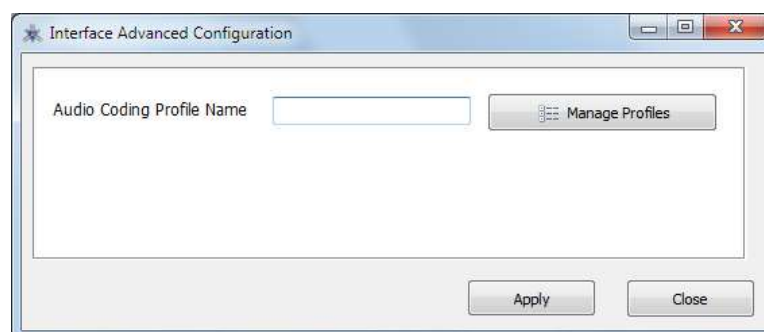 Interface Advanced Configuration
Audio Coding Profile Name
Manage Profiles
Apply
Close